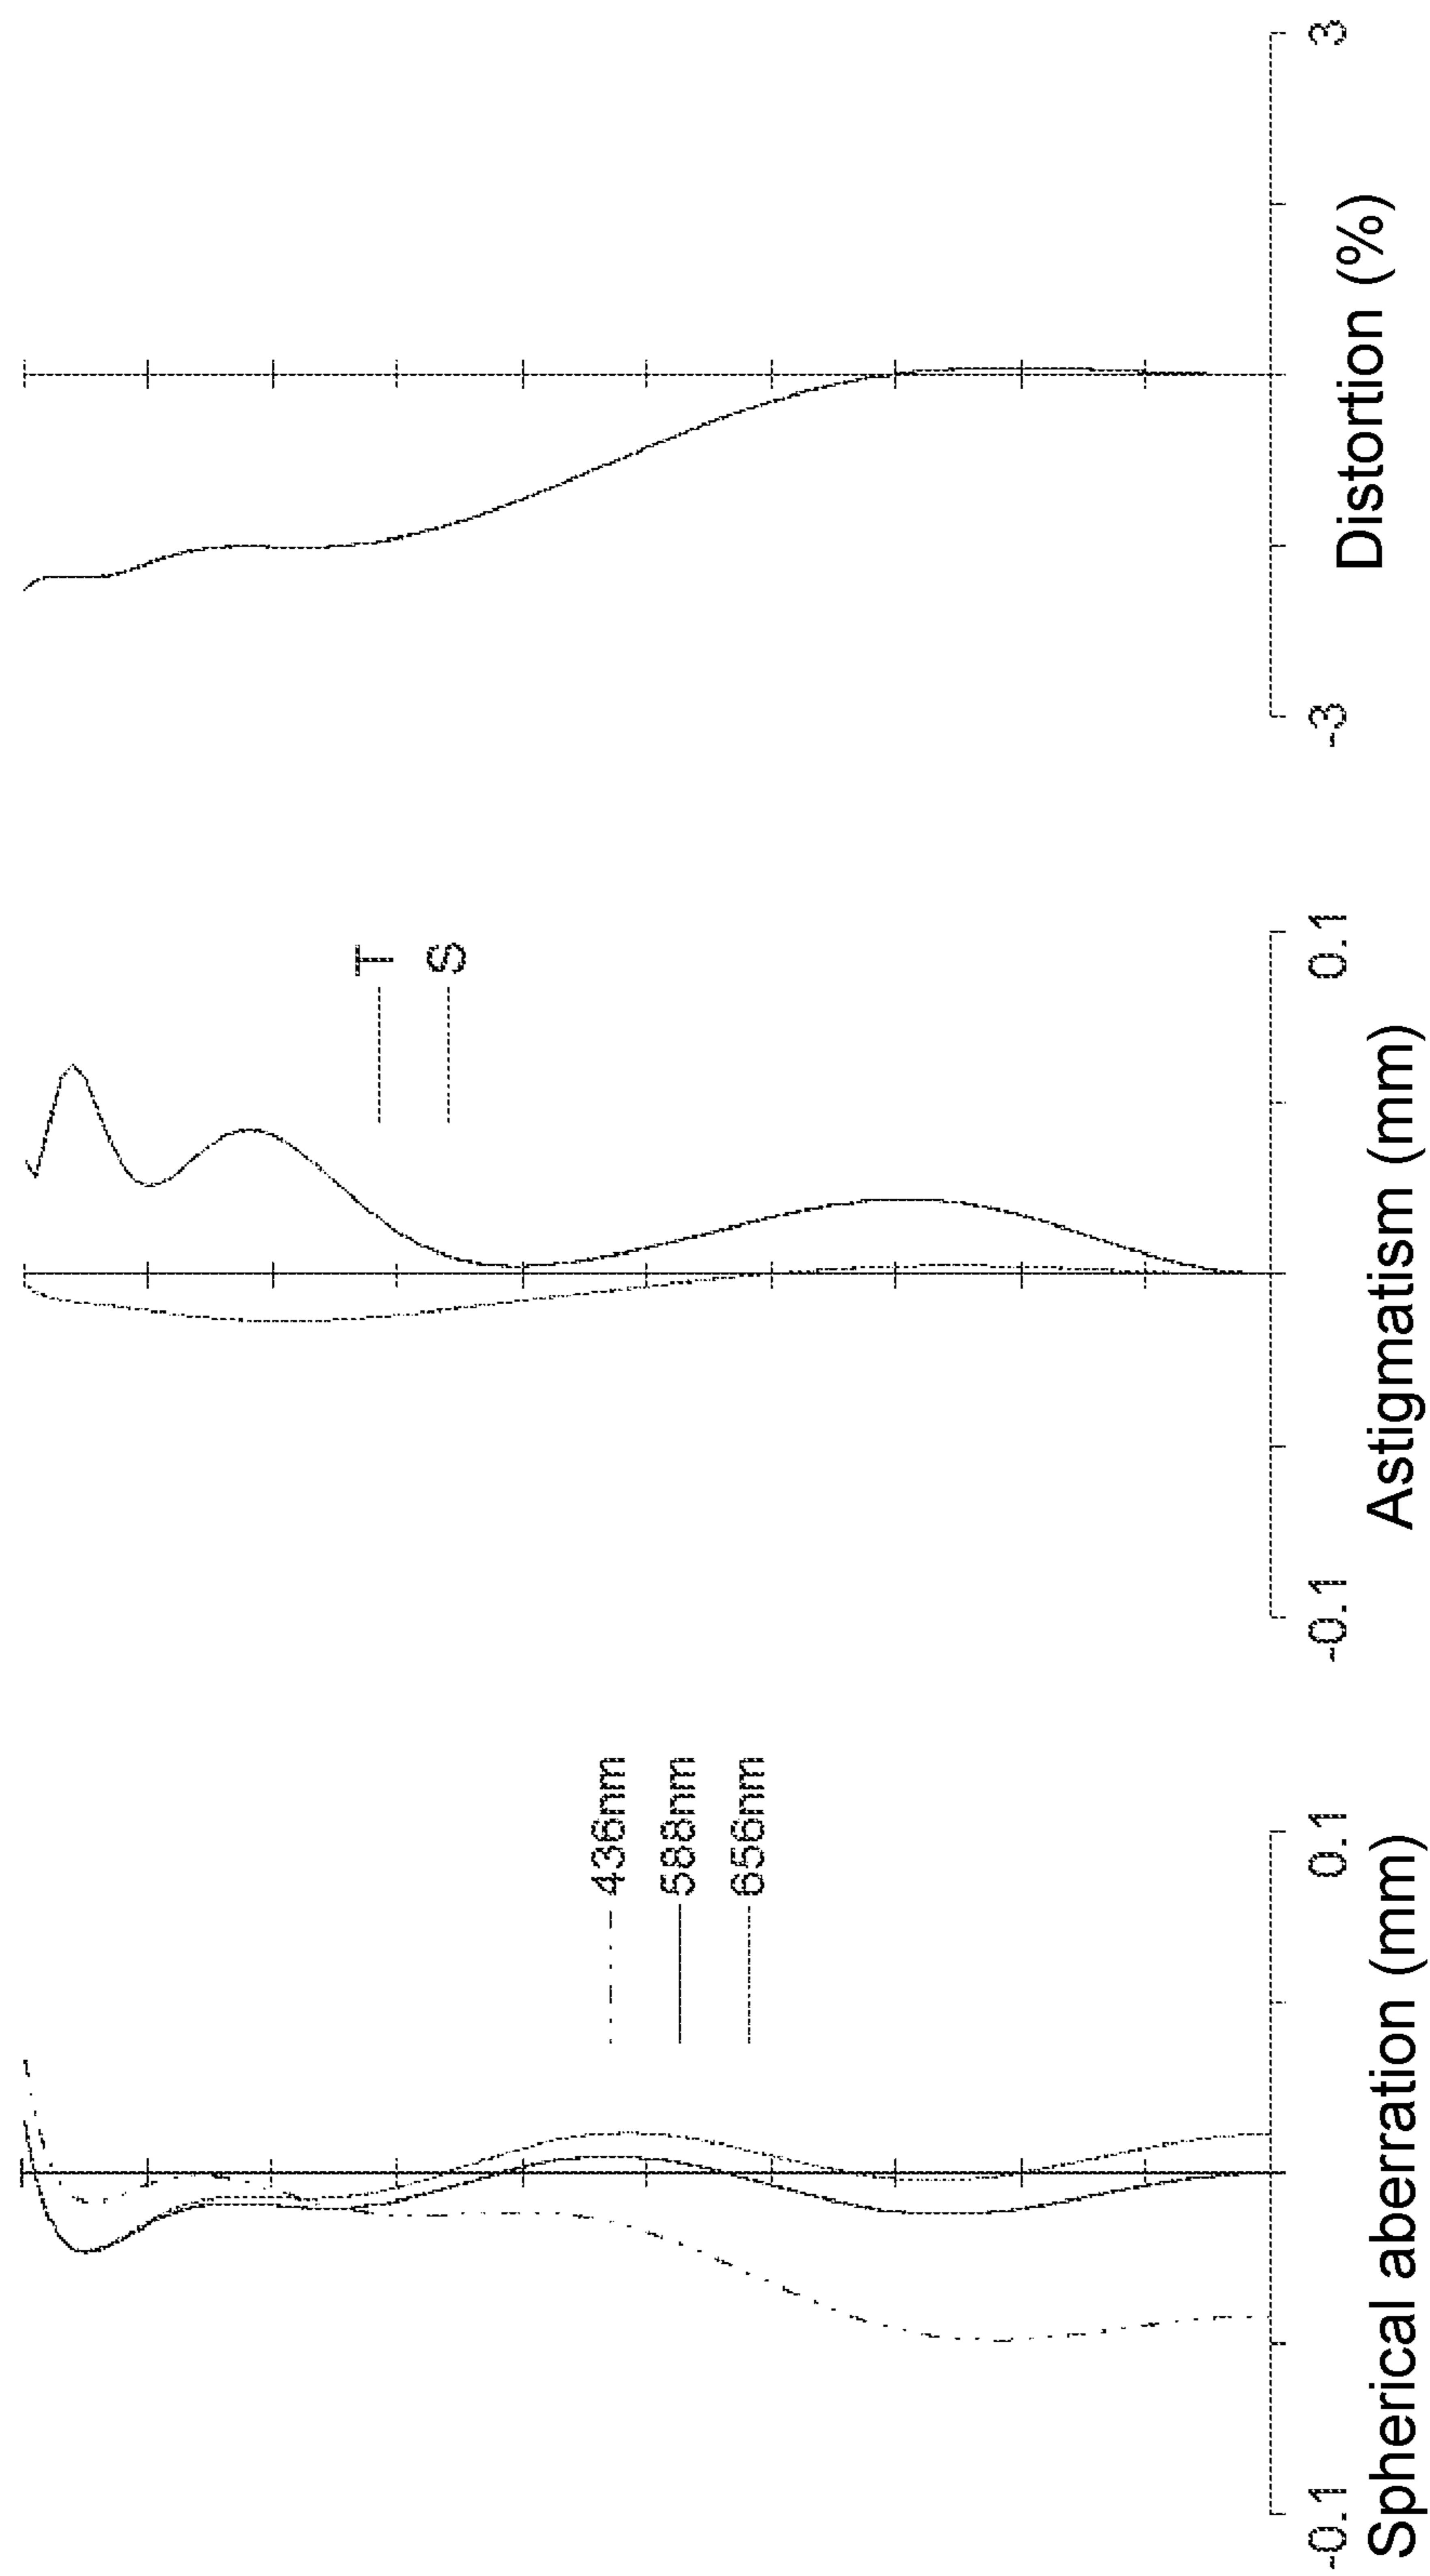 436nm
588nm
656nm
-0.1
0.1
Spherical aberration (mm)
T
S
-0.1
0.1
Astigmatism (mm)
-3
3
Distortion (%)